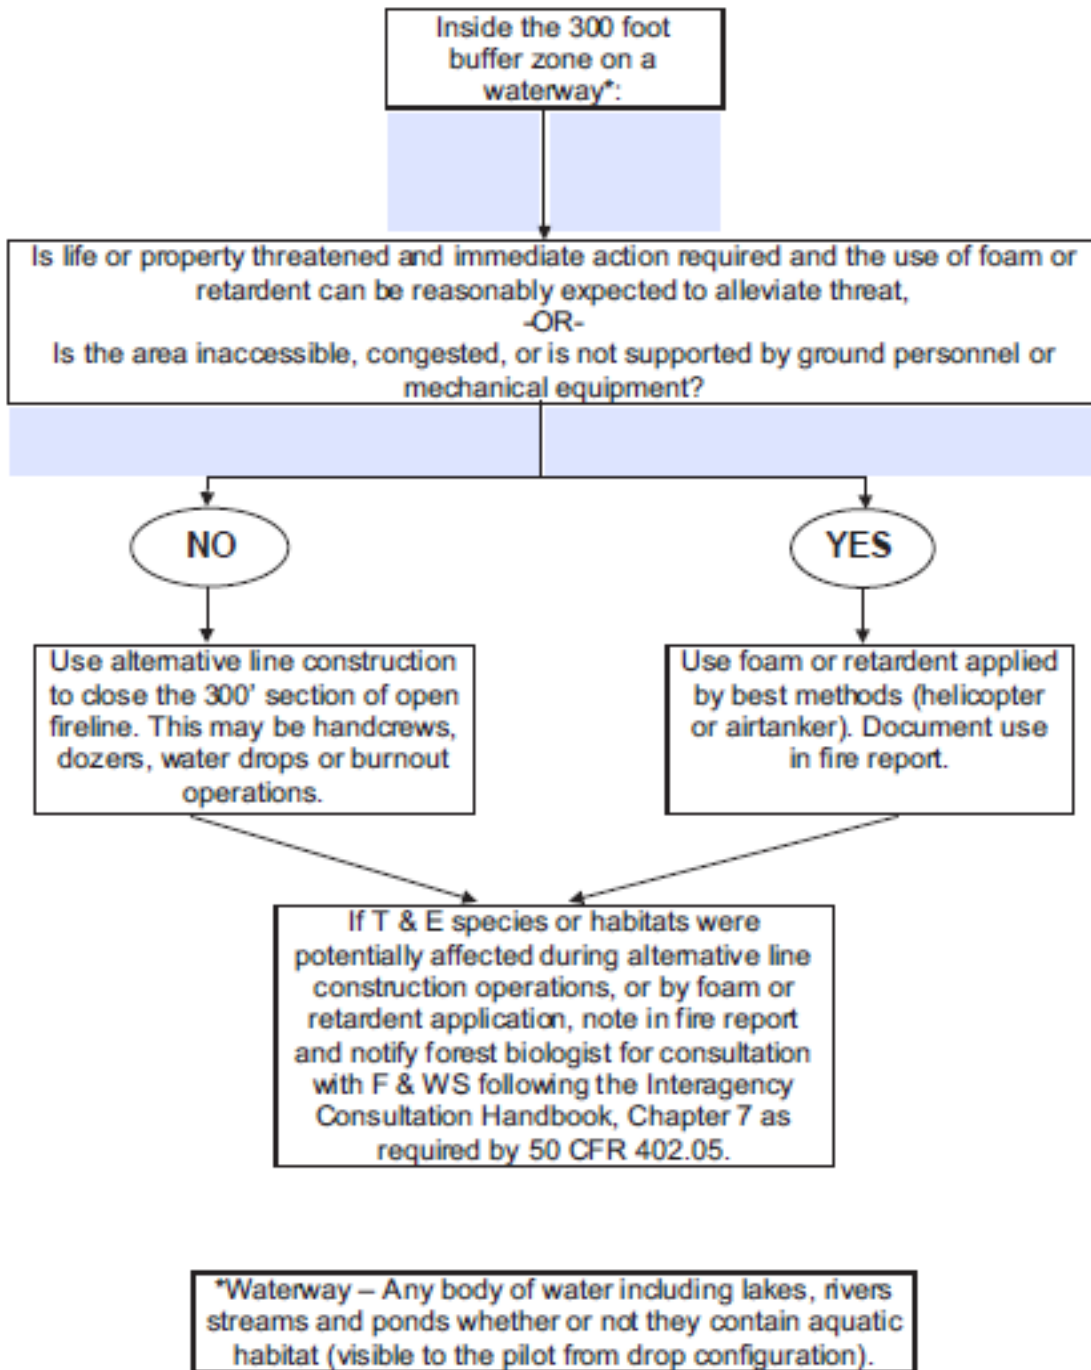 Inside the 300 foot
buffer zone on a
waterway*:
Is life or property threatened and immediate action required and the use of foam or
retardent can be reasonably expected to alleviate threat,
-OR-
Is the area inaccessible, congested, or is not supported by ground personnel or
mechanical equipment?
NO
YES
Use alternative line construction
to close the 300' section of open
fireline. This may be handcrews,
dozers, water drops or burnout
operations.
Use foam or retardent applied
by best methods (helicopter
or airtanker). Document use
in fire report.
If T & E species or habitats were
potentially affected during alternative line
construction operations, or by foam or
retardent application, note in fire report
and notify forest biologist for consultation
with F & WS following the Interagency
Consultation Handbook, Chapter 7 as
required by 50 CFR 402.05.
*Waterway – Any body of water including lakes, rivers
streams and ponds whether or not they contain aquatic
habitat (visible to the pilot from drop configuration).